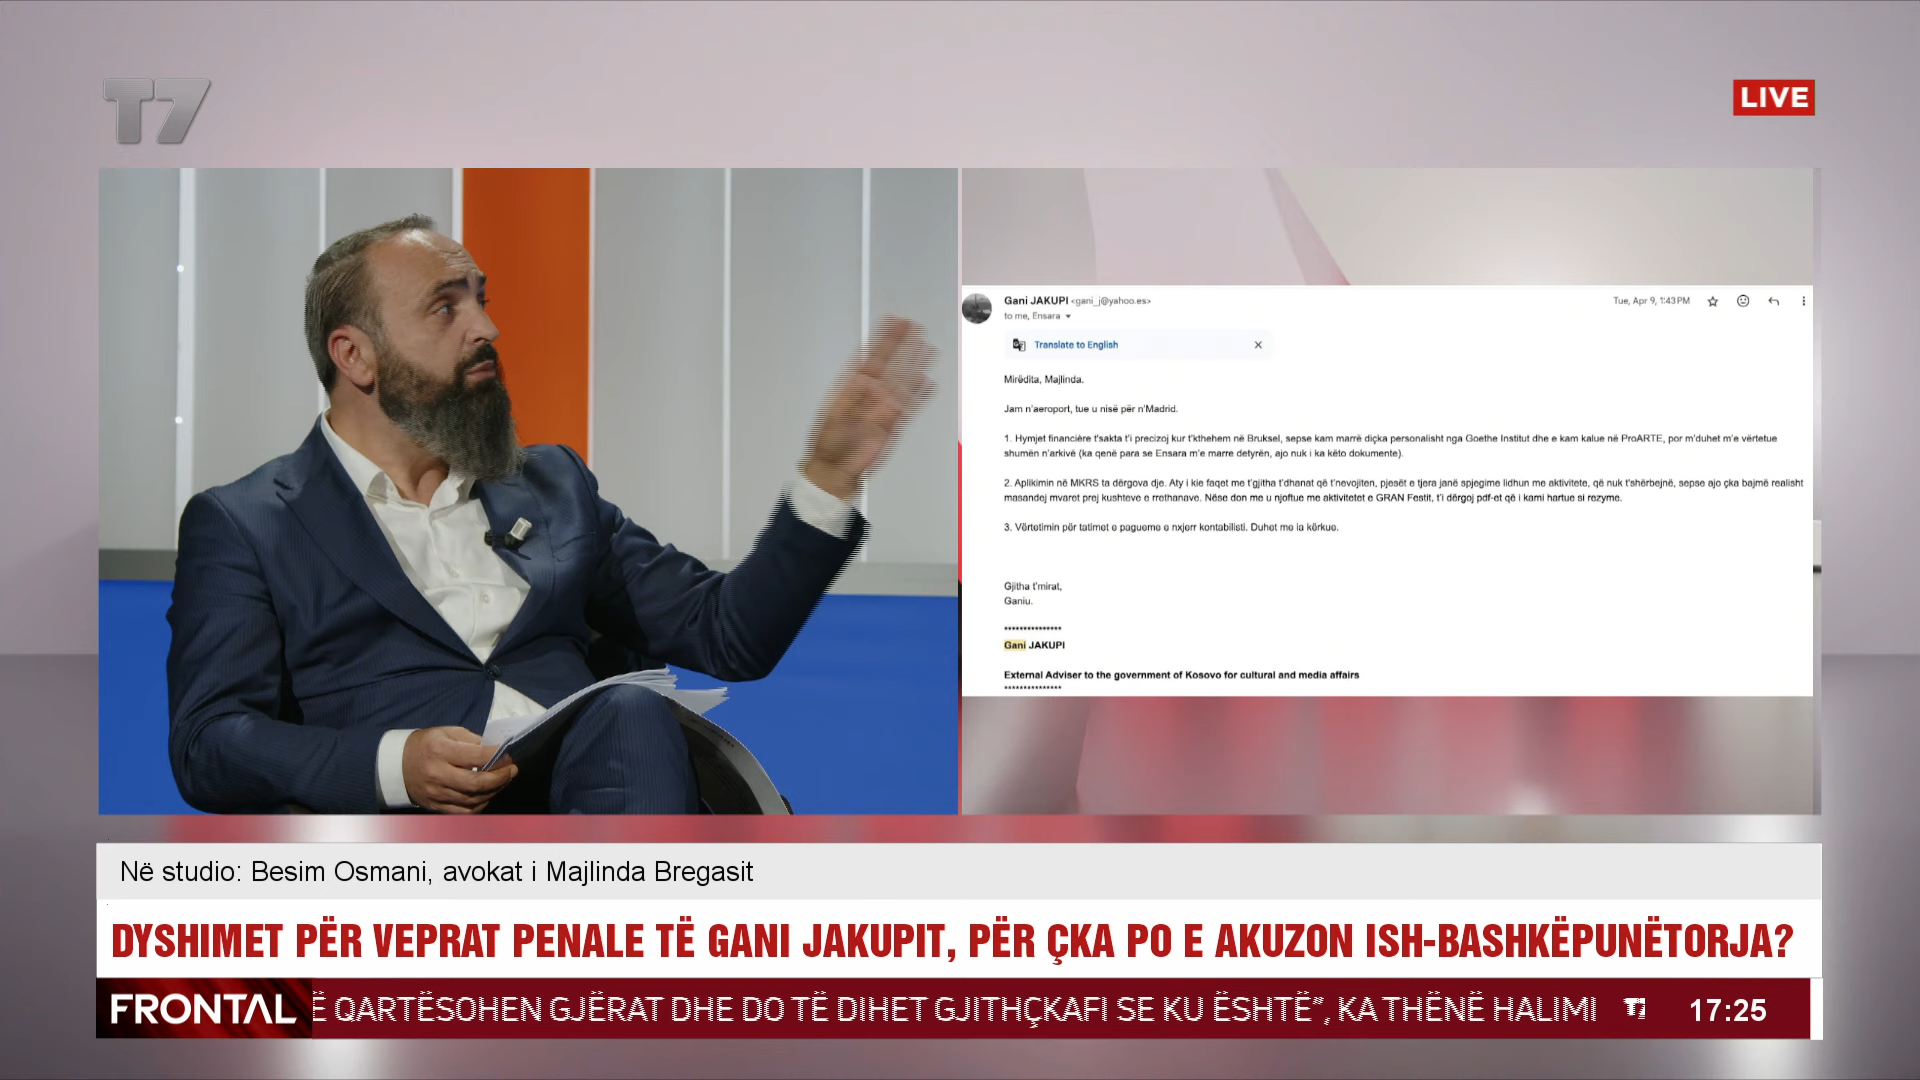 T7
LIVE
Gani JAKUPI <gani_j@yahoo.es>
Tue, Apr 9, 1:43 PM
to me, Ensara
Translate to English
Mirëdita, Majlinda.
Jam n'aeroport, tue u nisë për n'Madrid.
1. Hymjet financiére t'sakta t'i precizoj kur t'kthehem në Bruksel, sepse kam marrë diçka personalisht nga Goethe Institut dhe e kam kalue në ProARTE, por m'duhet m'e vërtetue
shumën n'arkivë (ka qenë para se Ensara m'e marre detyrën, ajo nuk i ka këto dokumente).
2. Aplikimin në MKRS ta dërgova dje. Aty i kie faqet me t'gjitha t'dhanat që t'nevojiten, pjesët e tjera janë spjegime lidhun me aktivitete, që nuk t'shërbejnë, sepse ajo çka bajmë realisht
masandej mvaret prej kushteve e rrethanave. Nëse don me u njoftue me aktivitetet e GRAN Festit, t'i dërgoj pdf-et që i kami hartue si rezyme.
3. Vërtetimin për tatimet e pagueme e nxjerr kontabilisti. Duhet me ia kërkue.
Gjitha t'mirat,
Ganiu.
***************
Gani JAKUPI
External Adviser to the government of Kosovo for cultural and media affairs
***************
Në studio: Besim Osmani, avokat i Majlinda Bregasit
DYSHIMET PËR VEPRAT PENALE TË GANI JAKUPIT, PËR ÇKA PO E AKUZON ISH-BASHKËPUNËTORJA?
FRONTAL
Ë QARTËSOHEN GJËRAT DHE DO TË DIHET GJITHÇKAFI SE KU ËSHTË", KA THËNË HALIMI T7 17:25